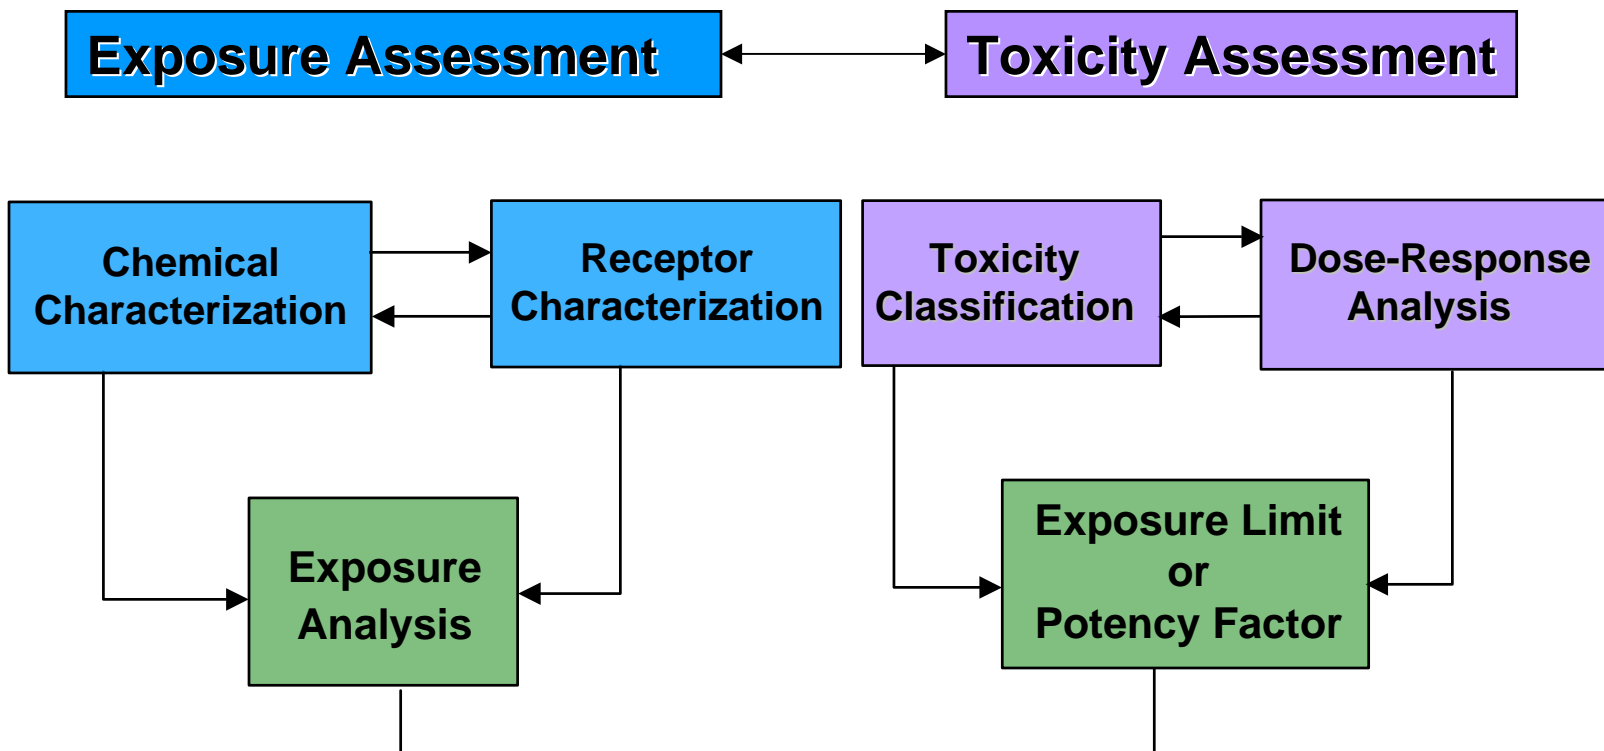 Exposure Assessment
Toxicity Assessment
Chemical
Characterization
Receptor
Characterization
Toxicity
Classification
Dose-Response
Analysis
Exposure
Analysis
Exposure Limit
or
Potency Factor